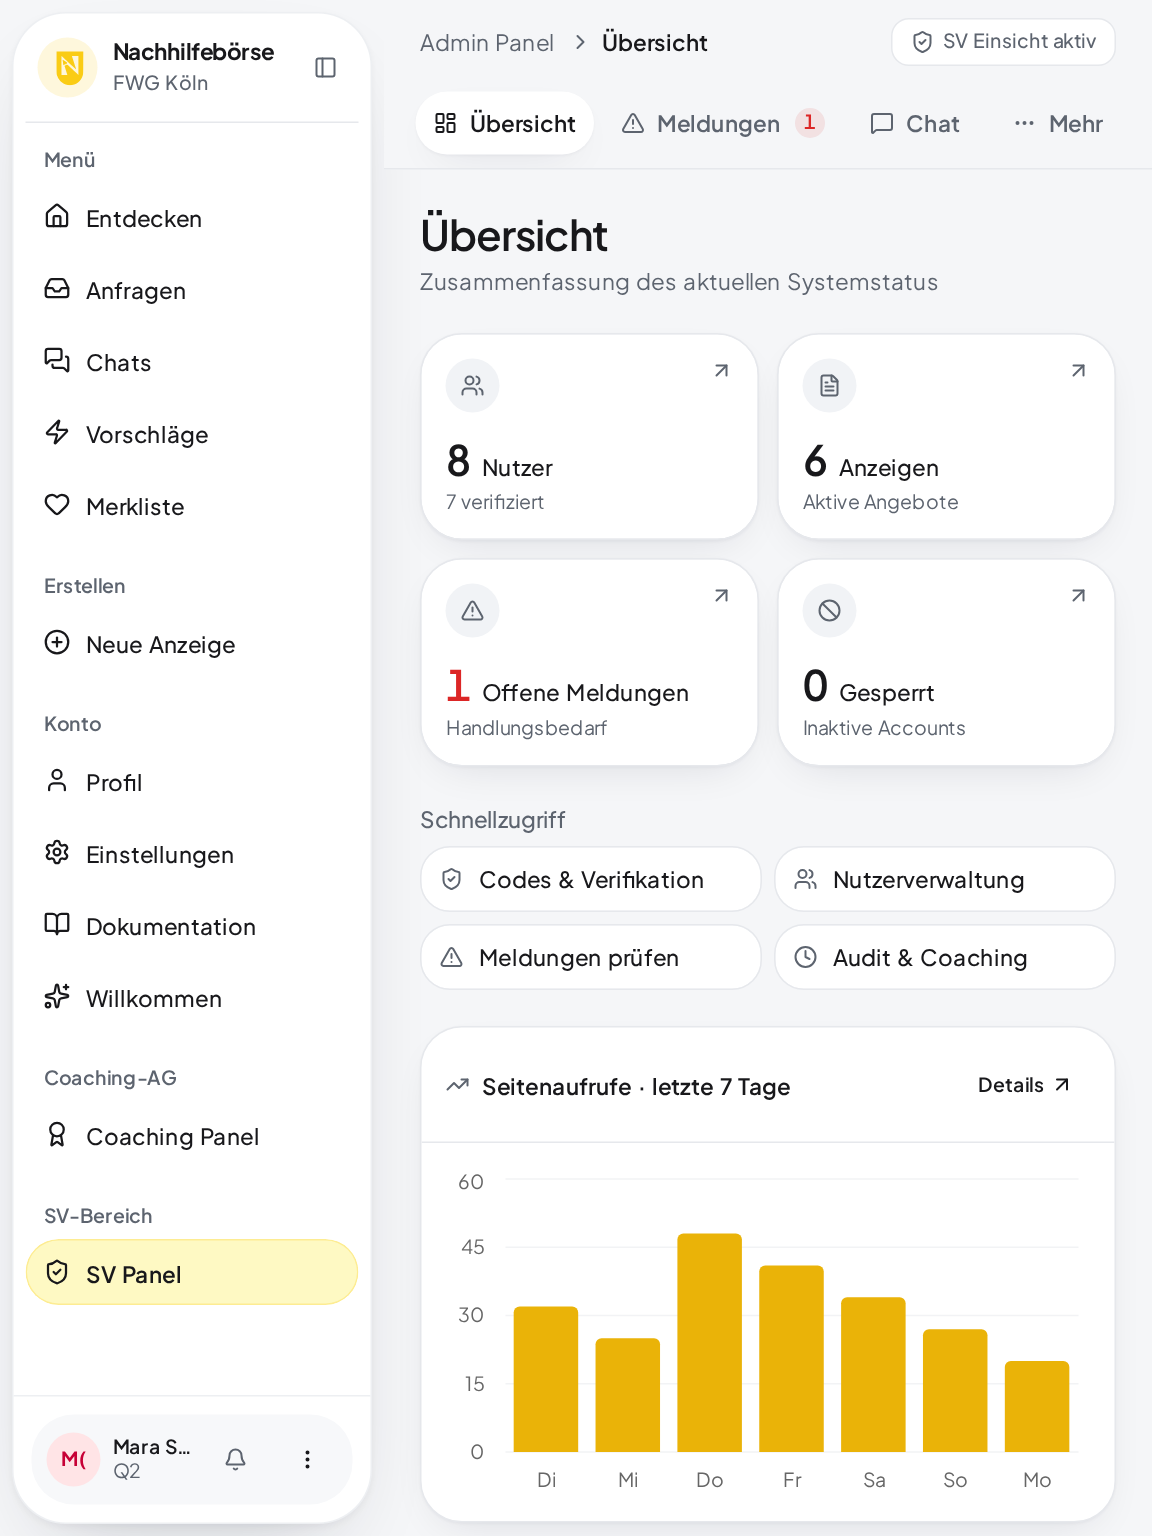 Nachhilfebörse
FWG Köln
Menü
Entdecken
Anfragen
Chats
Vorschläge
Merkliste
Erstellen
Neue Anzeige
Konto
Profil
Einstellungen
Dokumentation
Willkommen
Coaching-AG
Coaching Panel
SV-Bereich
SV Panel
M(
Mara S...
Q2
Admin Panel > Übersicht
SV Einsicht aktiv
Übersicht
Meldungen 1
Chat
Mehr
Übersicht
Zusammenfassung des aktuellen Systemstatus
8 Nutzer
7 verifiziert
6 Anzeigen
Aktive Angebote
1 Offene Meldungen
Handlungsbedarf
0 Gesperrt
Inaktive Accounts
Schnellzugriff
Codes & Verifikation
Nutzerverwaltung
Meldungen prüfen
Audit & Coaching
Seitenaufrufe · letzte 7 Tage
Details
60
45
30
15
0
Di Mi Do Fr Sa So Mo